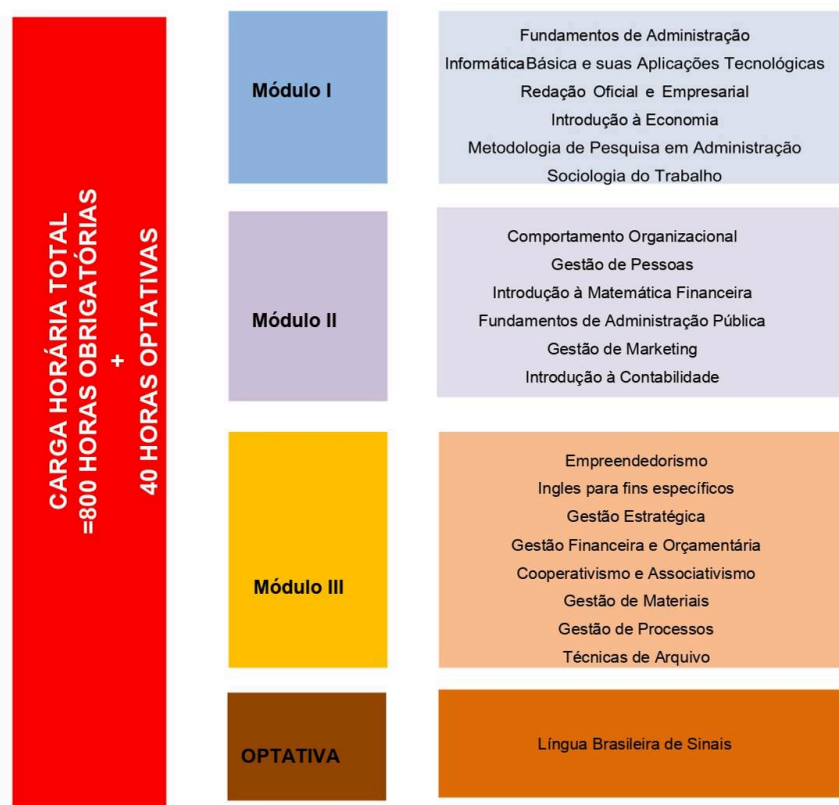 CARGA HORÁRIA TOTAL
=800 HORAS OBRIGATÓRIAS
+
40 HORAS OPTATIVAS
Módulo I
Fundamentos de Administração
InformáticaBásica e suas Aplicações Tecnológicas
Redação Oficial e Empresarial
Introdução à Economia
Metodologia de Pesquisa em Administração
Sociologia do Trabalho
Módulo II
Comportamento Organizacional
Gestão de Pessoas
Introdução à Matemática Financeira
Fundamentos de Administração Pública
Gestão de Marketing
Introdução à Contabilidade
Módulo III
Empreendedorismo
Ingles para fins específicos
Gestão Estratégica
Gestão Financeira e Orçamentária
Cooperativismo e Associativismo
Gestão de Materiais
Gestão de Processos
Técnicas de Arquivo
OPTATIVA
Língua Brasileira de Sinais